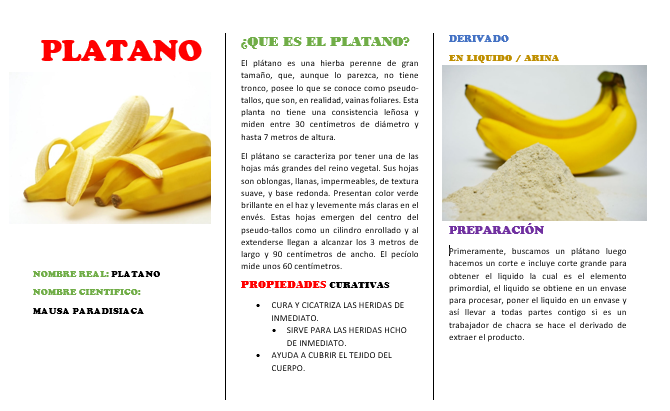 PLATANO
NOMBRE REAL: PLATANO
NOMBRE CIENTIFICO:
MAUSA PARADISIACA
¿QUE ES EL PLATANO?
El plátano es una hierba perenne de gran
tamaño, que, aunque lo parezca, no tiene
tronco, posee lo que se conoce como pseudo-
tallos, que son, en realidad, vainas foliares. Esta
planta no tiene una consistencia leñosa y
miden entre 30 centímetros de diámetro y
hasta 7 metros de altura.
El plátano se caracteriza por tener una de las
hojas más grandes del reino vegetal. Sus hojas
son oblongas, llanas, impermeables, de textura
suave, y base redonda. Presentan color verde
brillante en el haz y levemente más claras en el
envés. Estas hojas emergen del centro del
pseudo-tallos como un cilindro enrollado y al
extenderse llegan a alcanzar los 3 metros de
largo y 90 centímetros de ancho. El pecíolo
mide unos 60 centímetros.
PROPIEDADES CURATIVAS
• CURA Y CICATRIZA LAS HERIDAS DE
INMEDIATO.
• SIRVE PARA LAS HERIDAS HCHO
DE INMEDIATO.
• AYUDA A CUBRIR EL TEJIDO DEL
CUERPO.
DERIVADO
EN LIQUIDO / ARINA
PREPARACIÓN
Primeramente, buscamos un plátano luego
hacemos un corte e incluye corte grande para
obtener el liquido la cual es el elemento
primordial, el liquido se obtiene en un envase
para procesar, poner el liquido en un envase y
así llevar a todas partes contigo si es un
trabajador de chacra se hace el derivado de
extraer el producto.